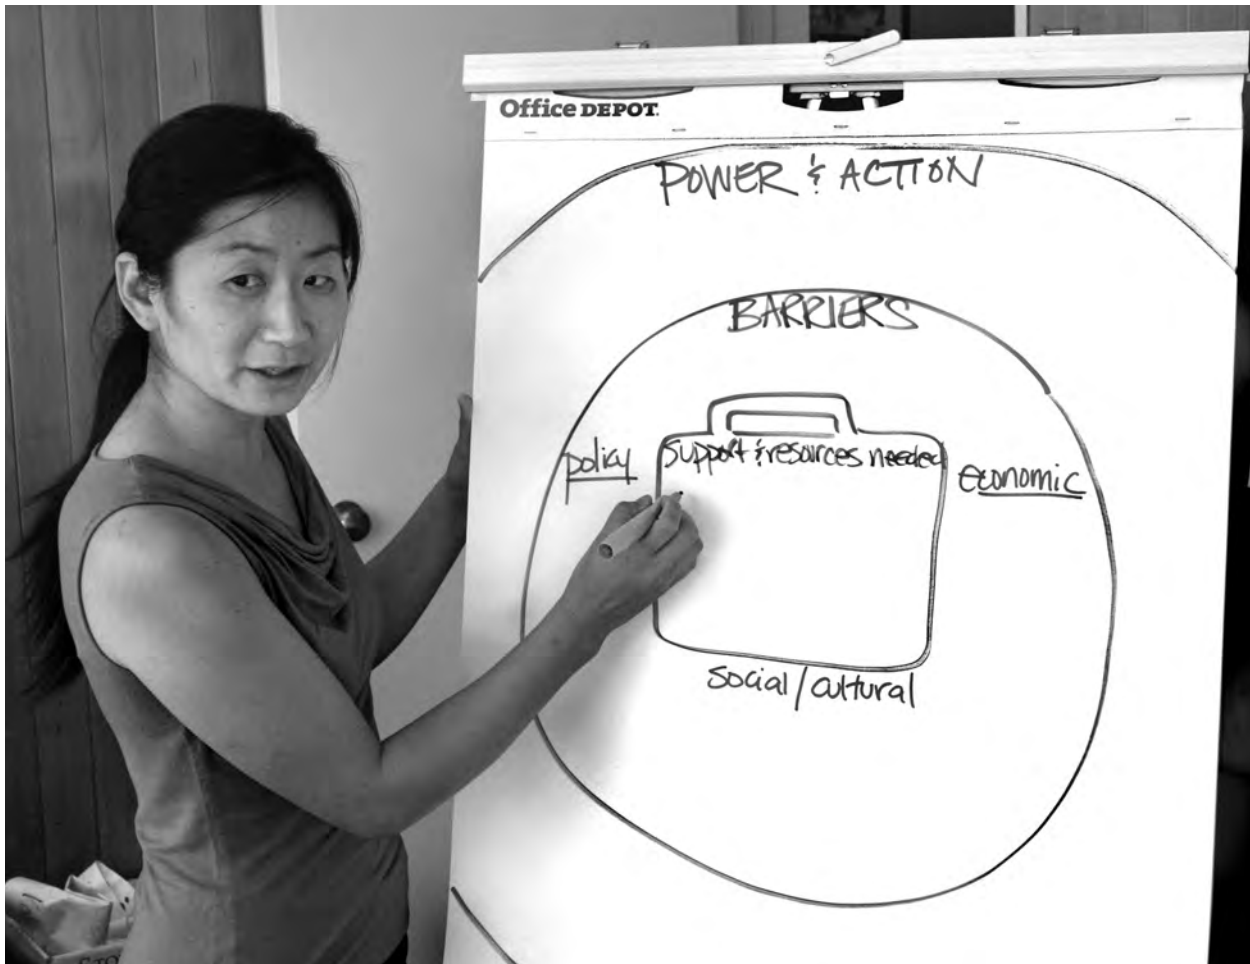 Office DEPOT.
POWER & ACTION
BARRIERS
support & resources needed
policy
economic
social/cultural